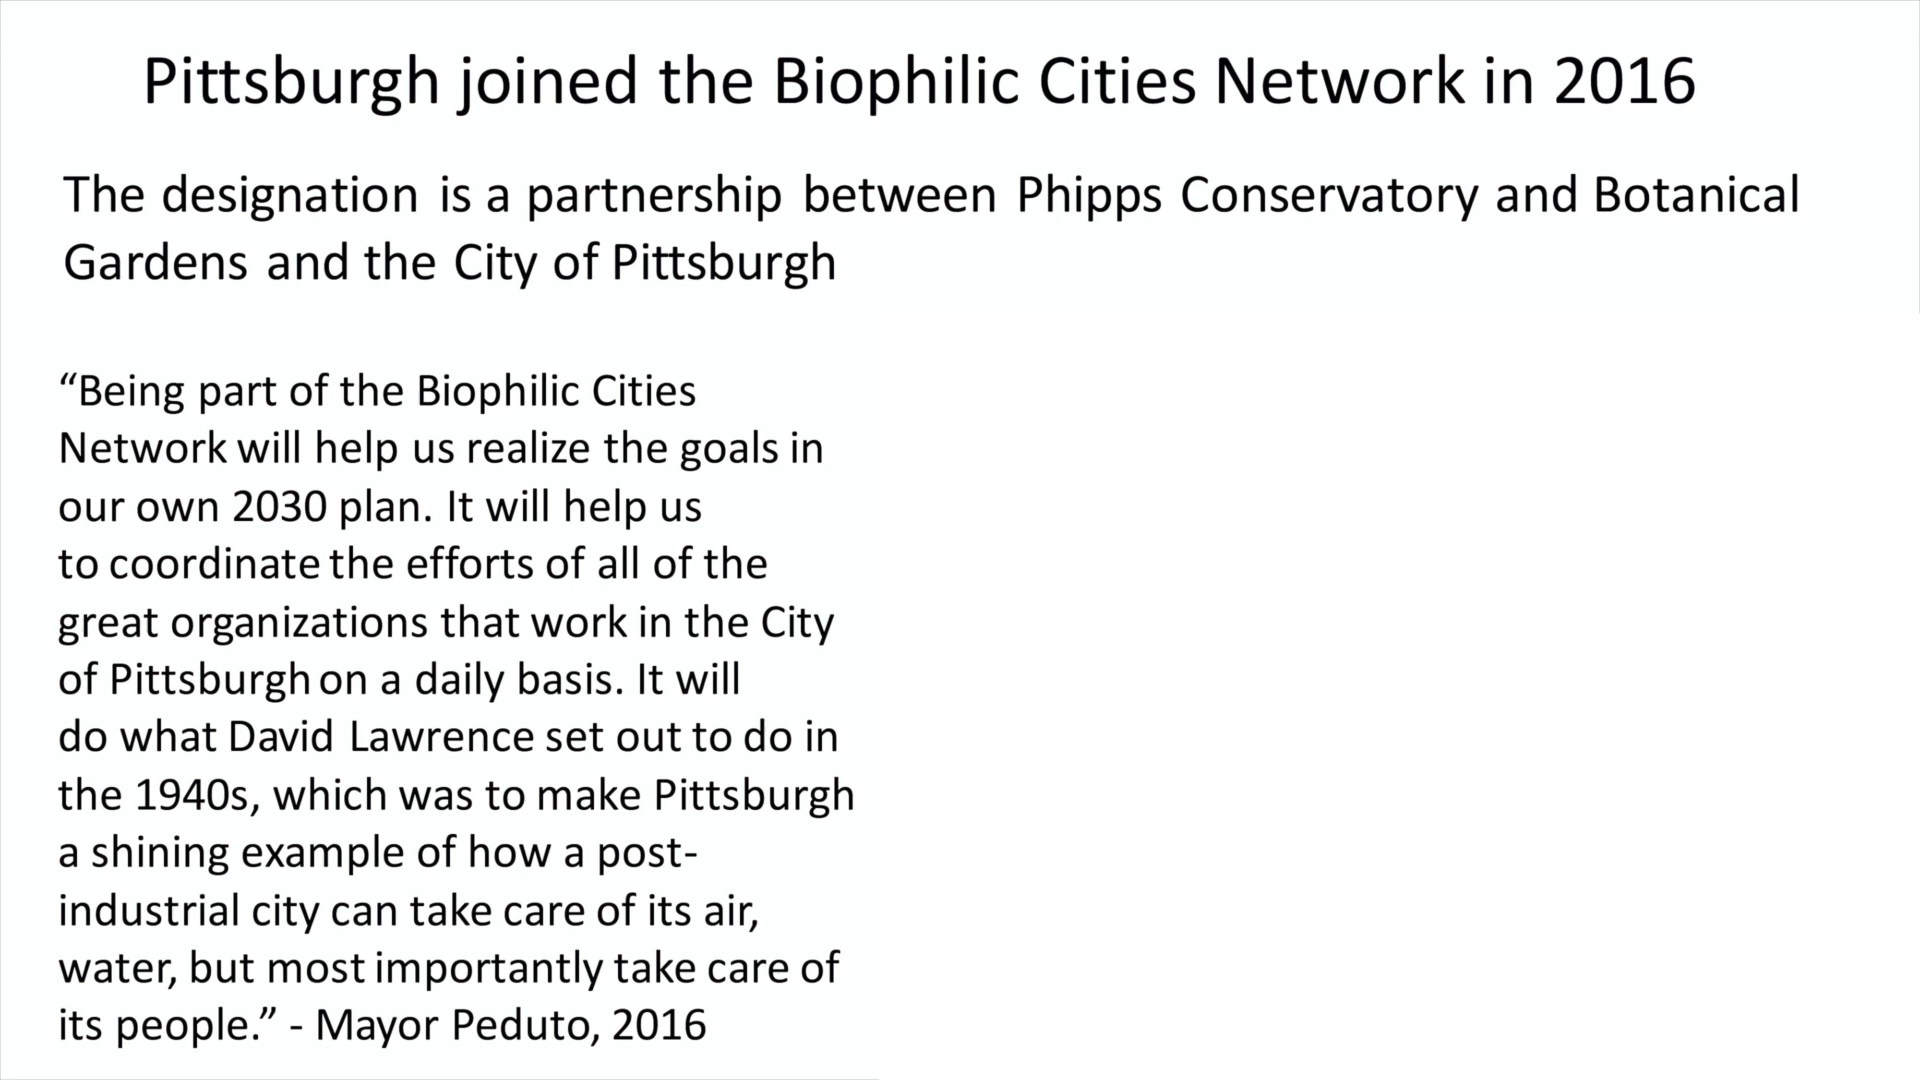 Pittsburgh joined the Biophilic Cities Network in 2016
The designation is a partnership between Phipps Conservatory and Botanical
Gardens and the City of Pittsburgh
“Being part of the Biophilic Cities
Network will help us realize the goals in
our own 2030 plan. It will help us
to coordinate the efforts of all of the
great organizations that work in the City
of Pittsburgh on a daily basis. It will
do what David Lawrence set out to do in
the 1940s, which was to make Pittsburgh
a shining example of how a post-
industrial city can take care of its air,
water, but most importantly take care of
its people.” - Mayor Peduto, 2016